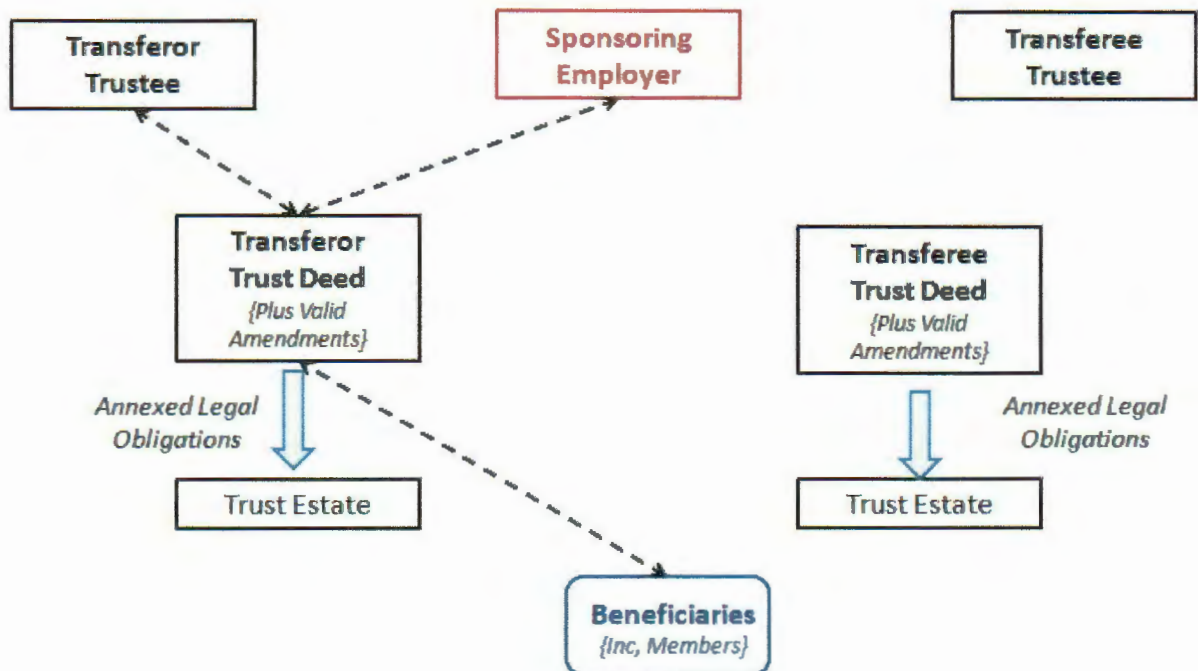 Transferor
Trustee
Sponsoring
Employer
Transferee
Trustee
Transferor
Trust Deed
{Plus Valid
Amendments}
Transferee
Trust Deed
{Plus Valid
Amendments}
Annexed Legal
Obligations
Annexed Legal
Obligations
Trust Estate
Trust Estate
Beneficiaries
{Inc, Members}